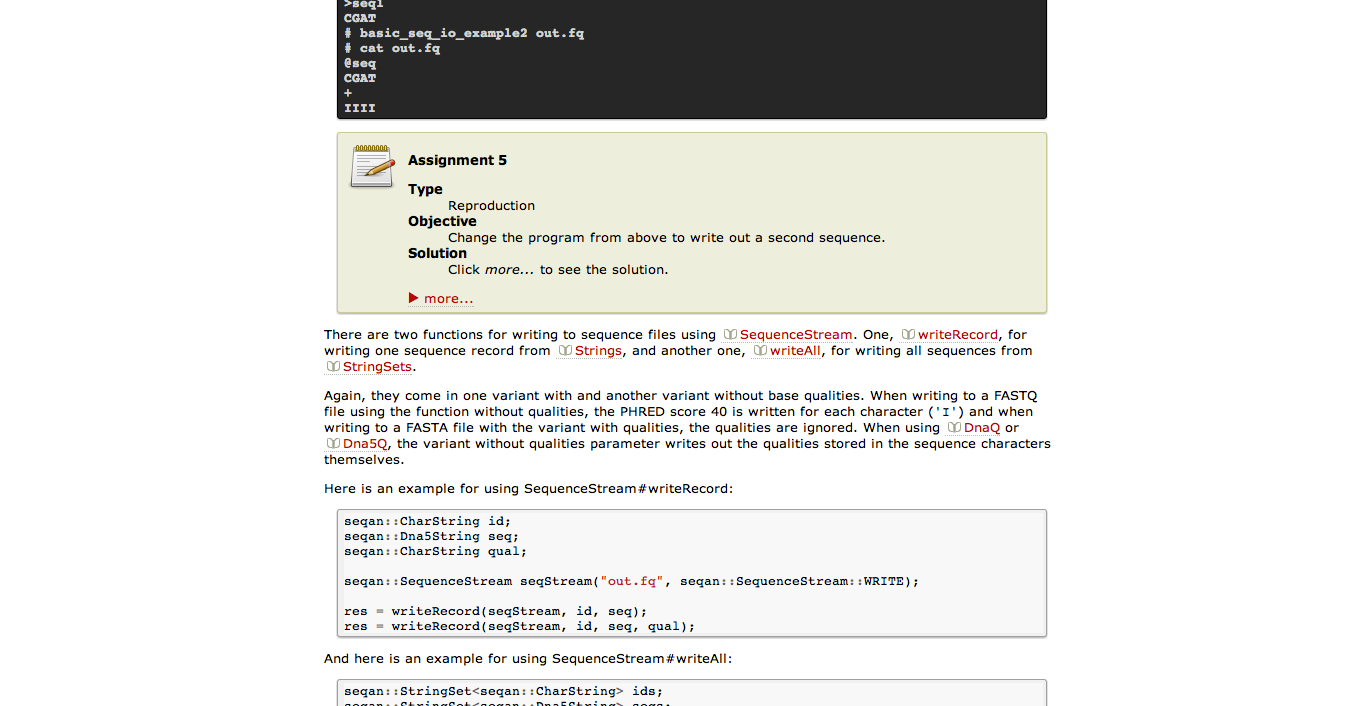 >seq1
CGAT
# basic_seq_io_example2 out.fq
# cat out.fq
@seq
CGAT
+
IIII
Assignment 5
Type
Reproduction
Objective
Change the program from above to write out a second sequence.
Solution
Click more... to see the solution.
more...
There are two functions for writing to sequence files using SequenceStream. One, writeRecord, for
writing one sequence record from Strings, and another one, writeAll, for writing all sequences from
StringSets.
Again, they come in one variant with and another variant without base qualities. When writing to a FASTQ
file using the function without qualities, the PHRED score 40 is written for each character ('I') and when
writing to a FASTA file with the variant with qualities, the qualities are ignored. When using DnaQ or
Dna5Q, the variant without qualities parameter writes out the qualities stored in the sequence characters
themselves.
Here is an example for using SequenceStream#writeRecord:
seqan::CharString id;
seqan::Dna5String seq;
seqan::CharString qual;
seqan::SequenceStream seqStream("out.fq", seqan::SequenceStream::WRITE);
res = writeRecord(seqStream, id, seq);
res = writeRecord(seqStream, id, seq, qual);
And here is an example for using SequenceStream#writeAll:
seqan::StringSet<seqan::CharString> ids;
seqan::StringSet<seqan::Dna5String> seqs;